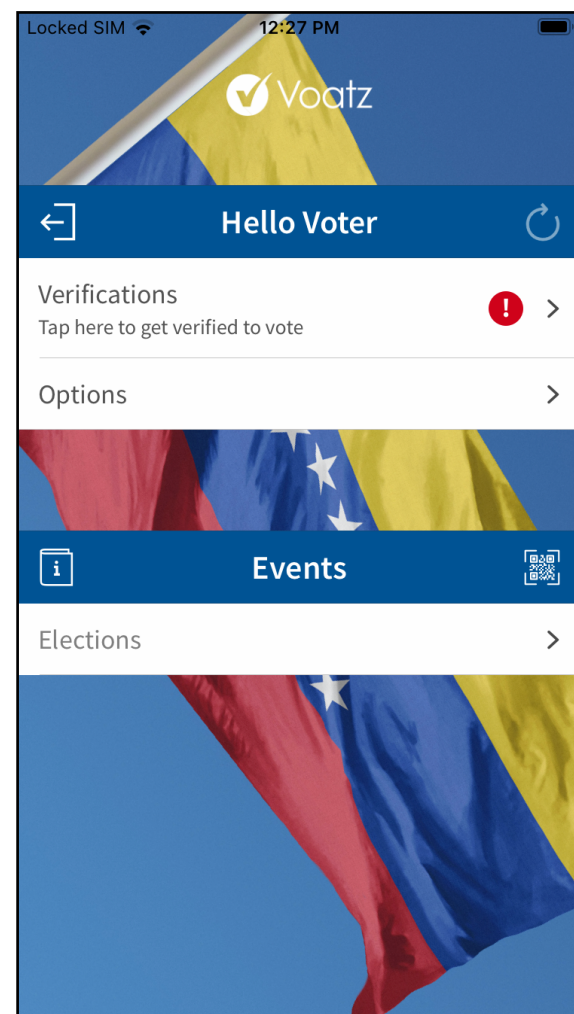 Locked SIM 12:27 PM
Voatz
Hello Voter
Verifications
Tap here to get verified to vote
!
Options
i
Events
Elections